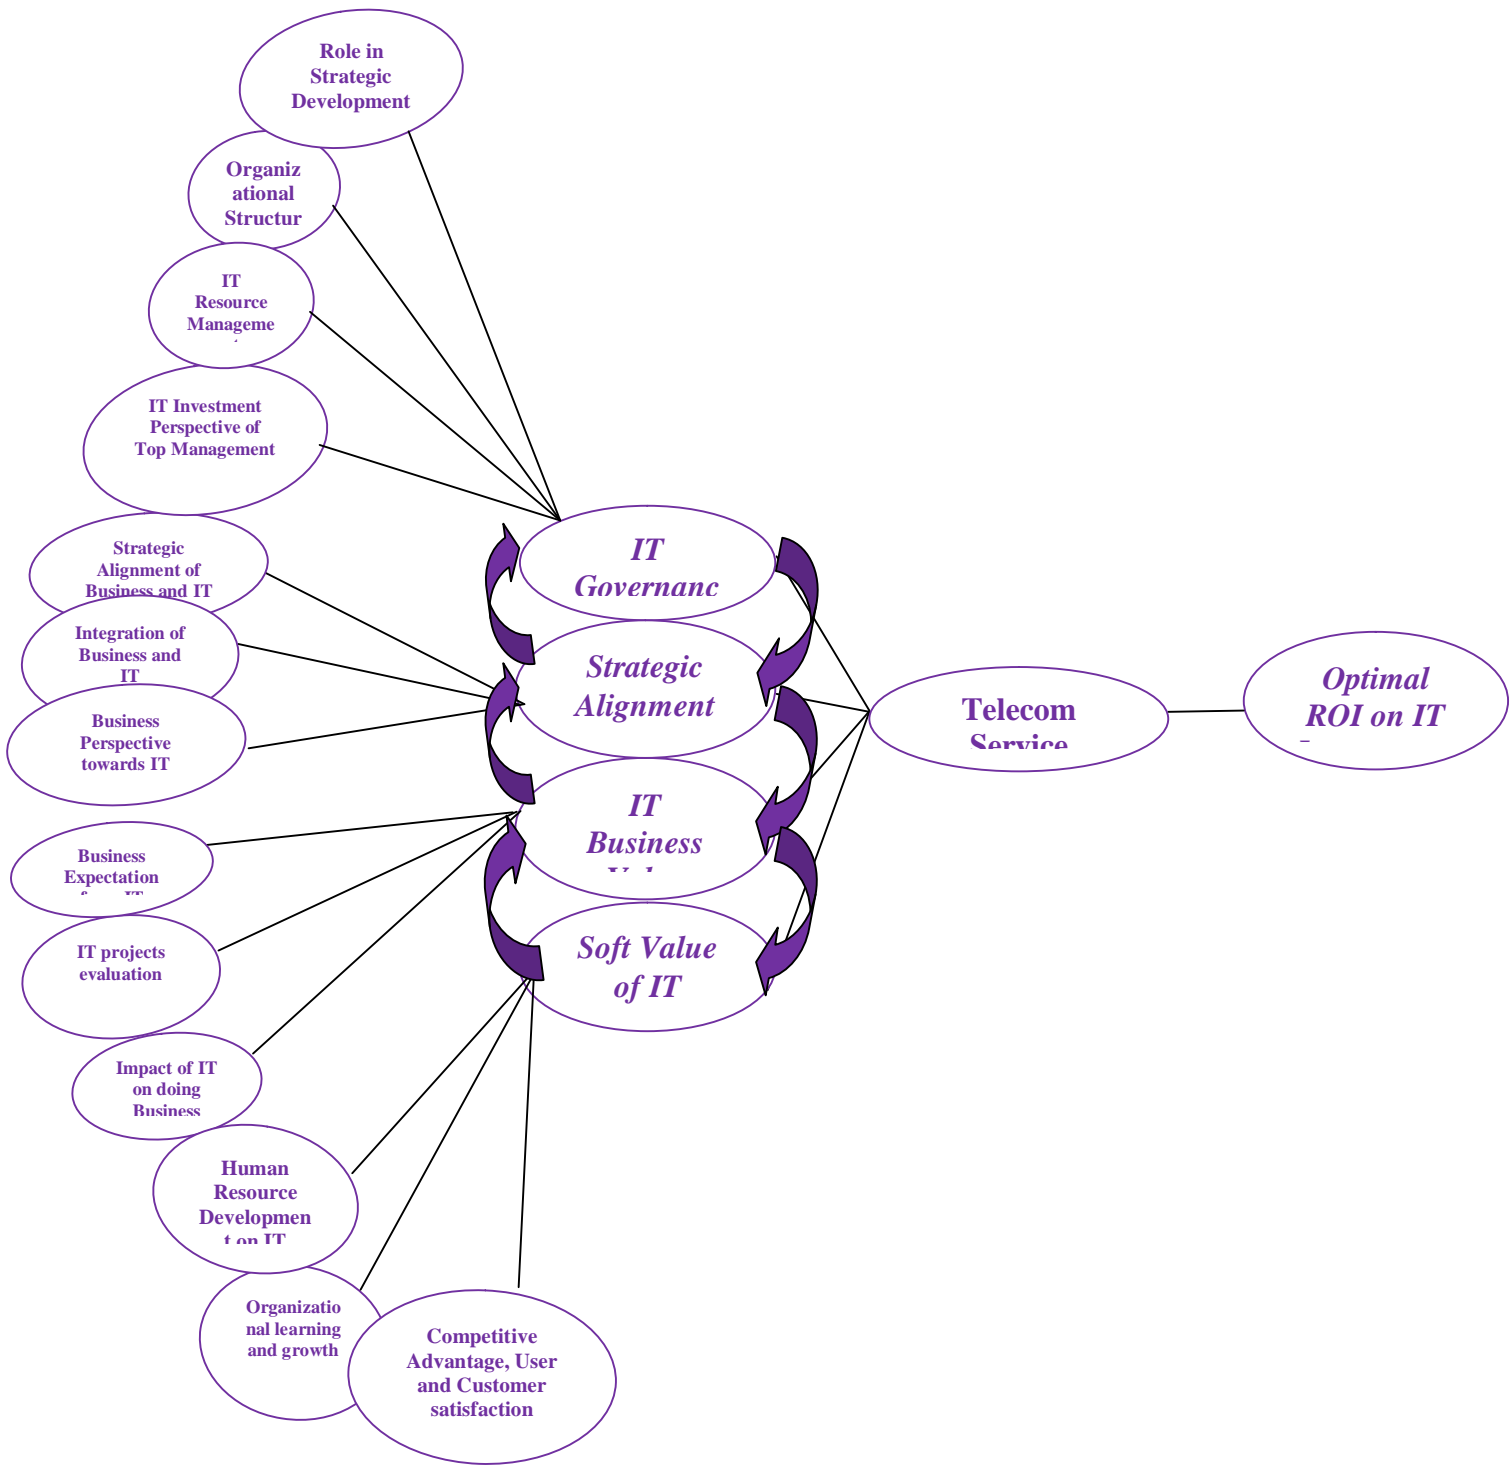 Role in
Strategic
Development
Organiz
ational
Structur
IT
Resource
Manageme
IT Investment
Perspective of
Top Management
Strategic
Alignment of
Business and IT
Integration of
Business and
IT
Business
Perspective
towards IT
Business
Expectation
IT
IT projects
evaluation
Impact of IT
on doing
Business
Human
Resource
Developmen
t on IT
Organizatio
nal learning
and growth
Competitive
Advantage, User
and Customer
satisfaction
IT
Governanc
Strategic
Alignment
IT
Business
Soft Value
of IT
Telecom
Service
Optimal
ROI on IT